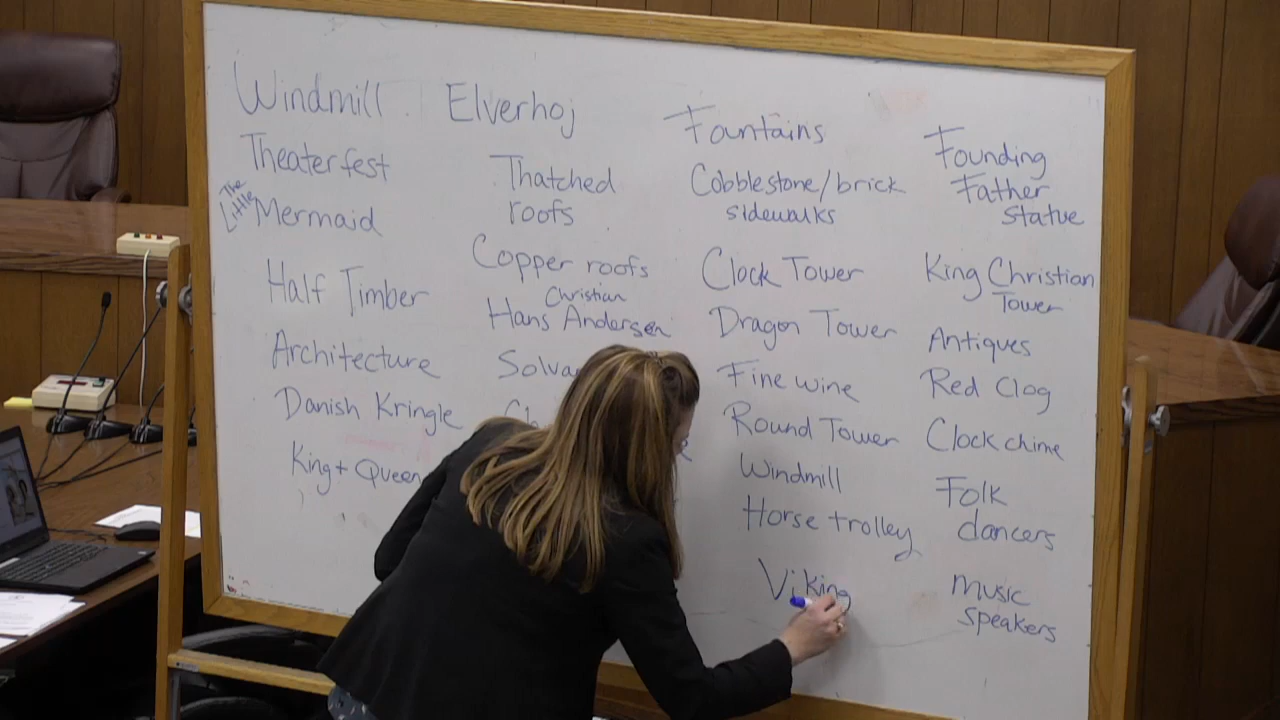 Windmill
Theaterfest
The Little
Mermaid
Half Timber
Architecture
Danish Kringle
King + Queen
Elverhoj
Thatched
roofs
Copper roofs
Christian
Hans Andersen
Fountains
Cobblestone/brick
sidewalks
Clock Tower
Dragon Tower
Fine wine
Round Tower
Windmill
Horse trolley
Viking
Founding
Father
statue
King Christian
Tower
Antiques
Red Clog
Clock chime
Folk
dancers
Music
speakers